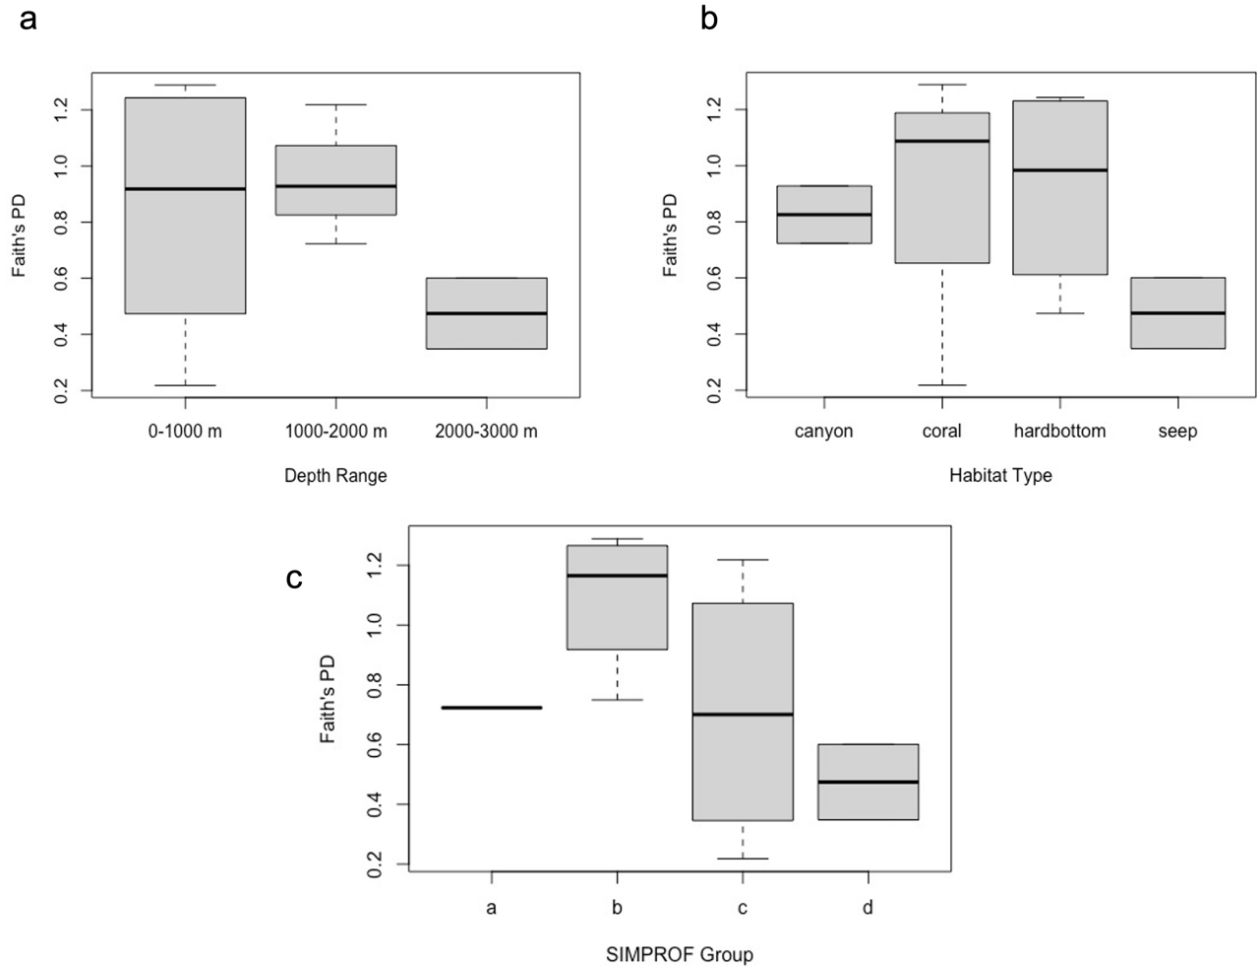 a
Faith's PD
1.2
1.0
0.8
0.6
0.4
0.2
0-1000 m 1000-2000 m 2000-3000 m
Depth Range
b
Faith's PD
1.2
1.0
0.8
0.6
0.4
0.2
canyon coral hardbottom seep
Habitat Type
c
Faith's PD
1.2
1.0
0.8
0.6
0.4
0.2
a b c d
SIMPROF Group